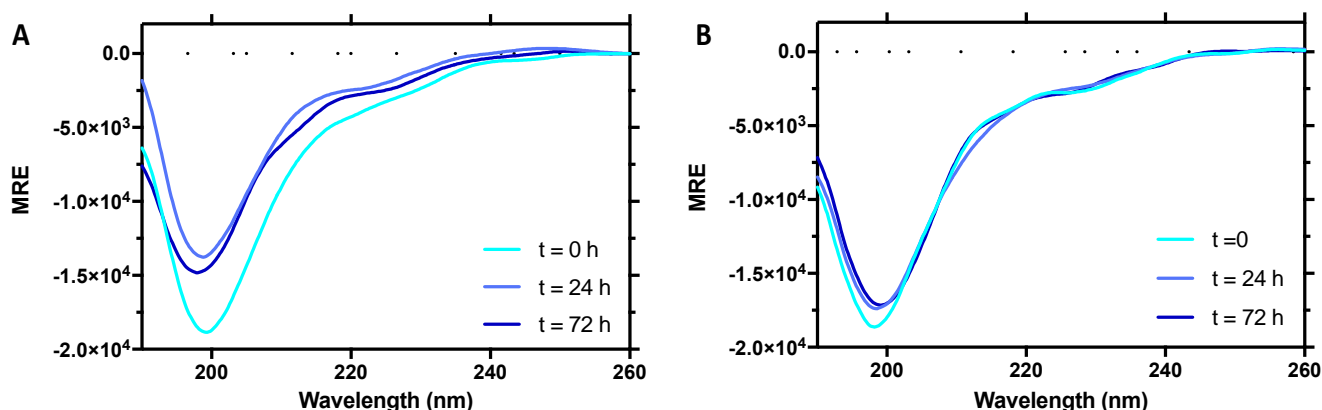 A
MRE
0.0
-5.0×10³
-1.0×10⁴
-1.5×10⁴
-2.0×10⁴
t = 0 h
t = 24 h
t = 72 h
200
220
240
260
Wavelength (nm)
B
MRE
0.0
-5.0×10³
-1.0×10⁴
-1.5×10⁴
-2.0×10⁴
t =0
t = 24 h
t = 72 h
200
220
240
260
Wavelength (nm)